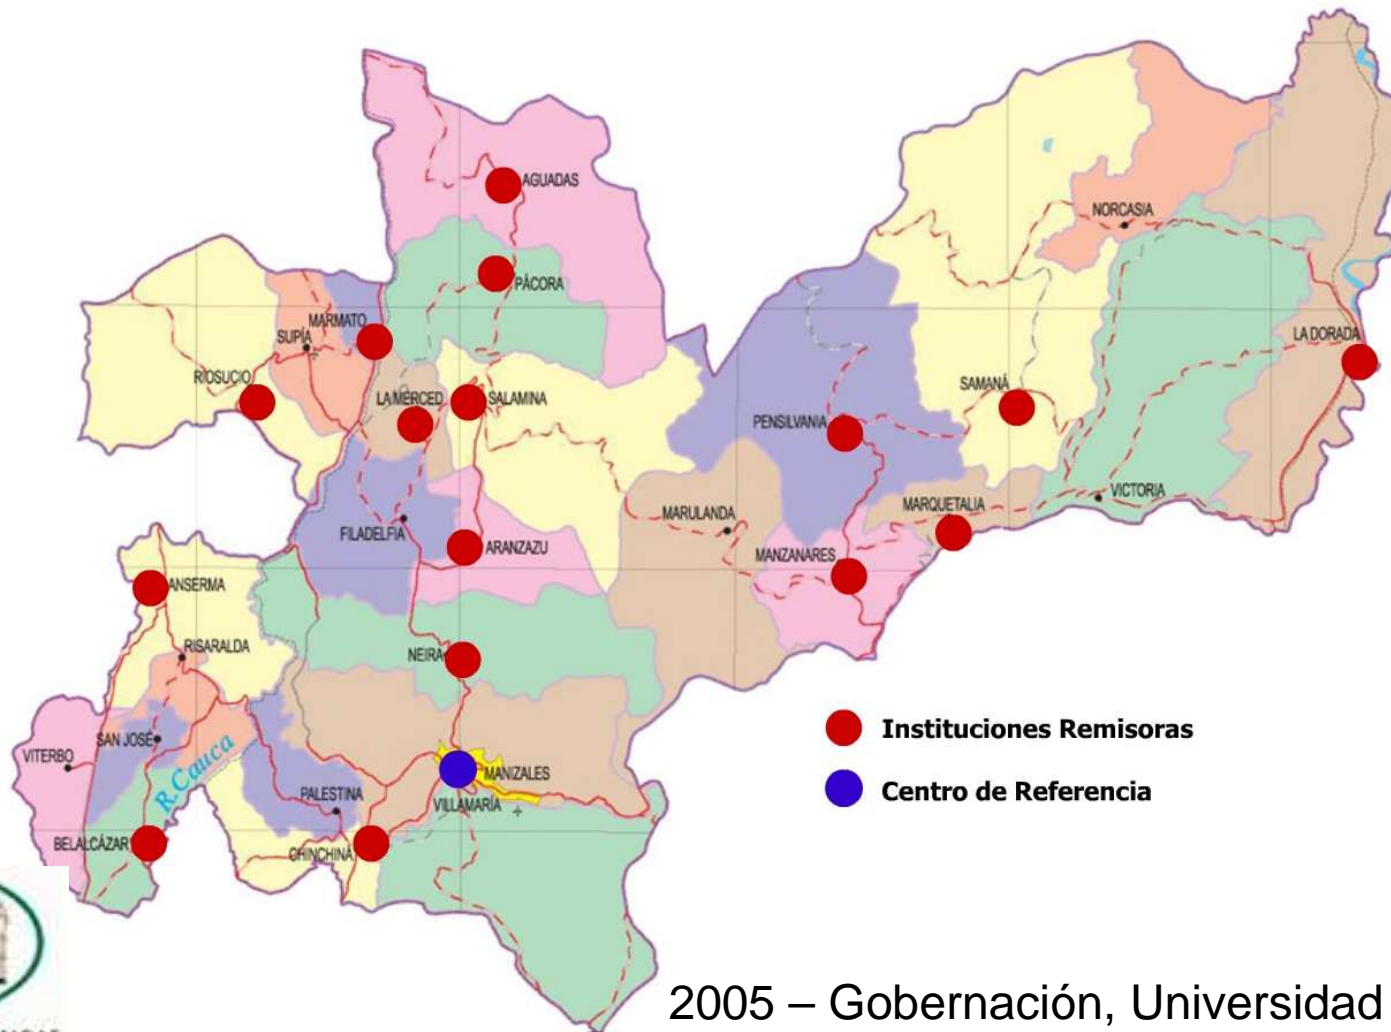 AGUADAS
NORCASIA
PÁCORA
MARMATO
SUPÍA
LA DORADA
RIOSUCIO
LA MERCED
SALAMINA
SAMANÁ
PENSILVANIA
VICTORIA
MARQUETALIA
MARULANDA
FILADELFIA
ARANZAZU
MANZANARES
ANSERMA
RISARALDA
NEIRA
Instituciones Remisoras
SAN JOSÉ
VITERBO
R.Cauca
MANIZALES
Centro de Referencia
PALESTINA
VILLAMARÍA
BELALCÁZAR
CHINCHINÁ
2005 – Gobernación, Universidad